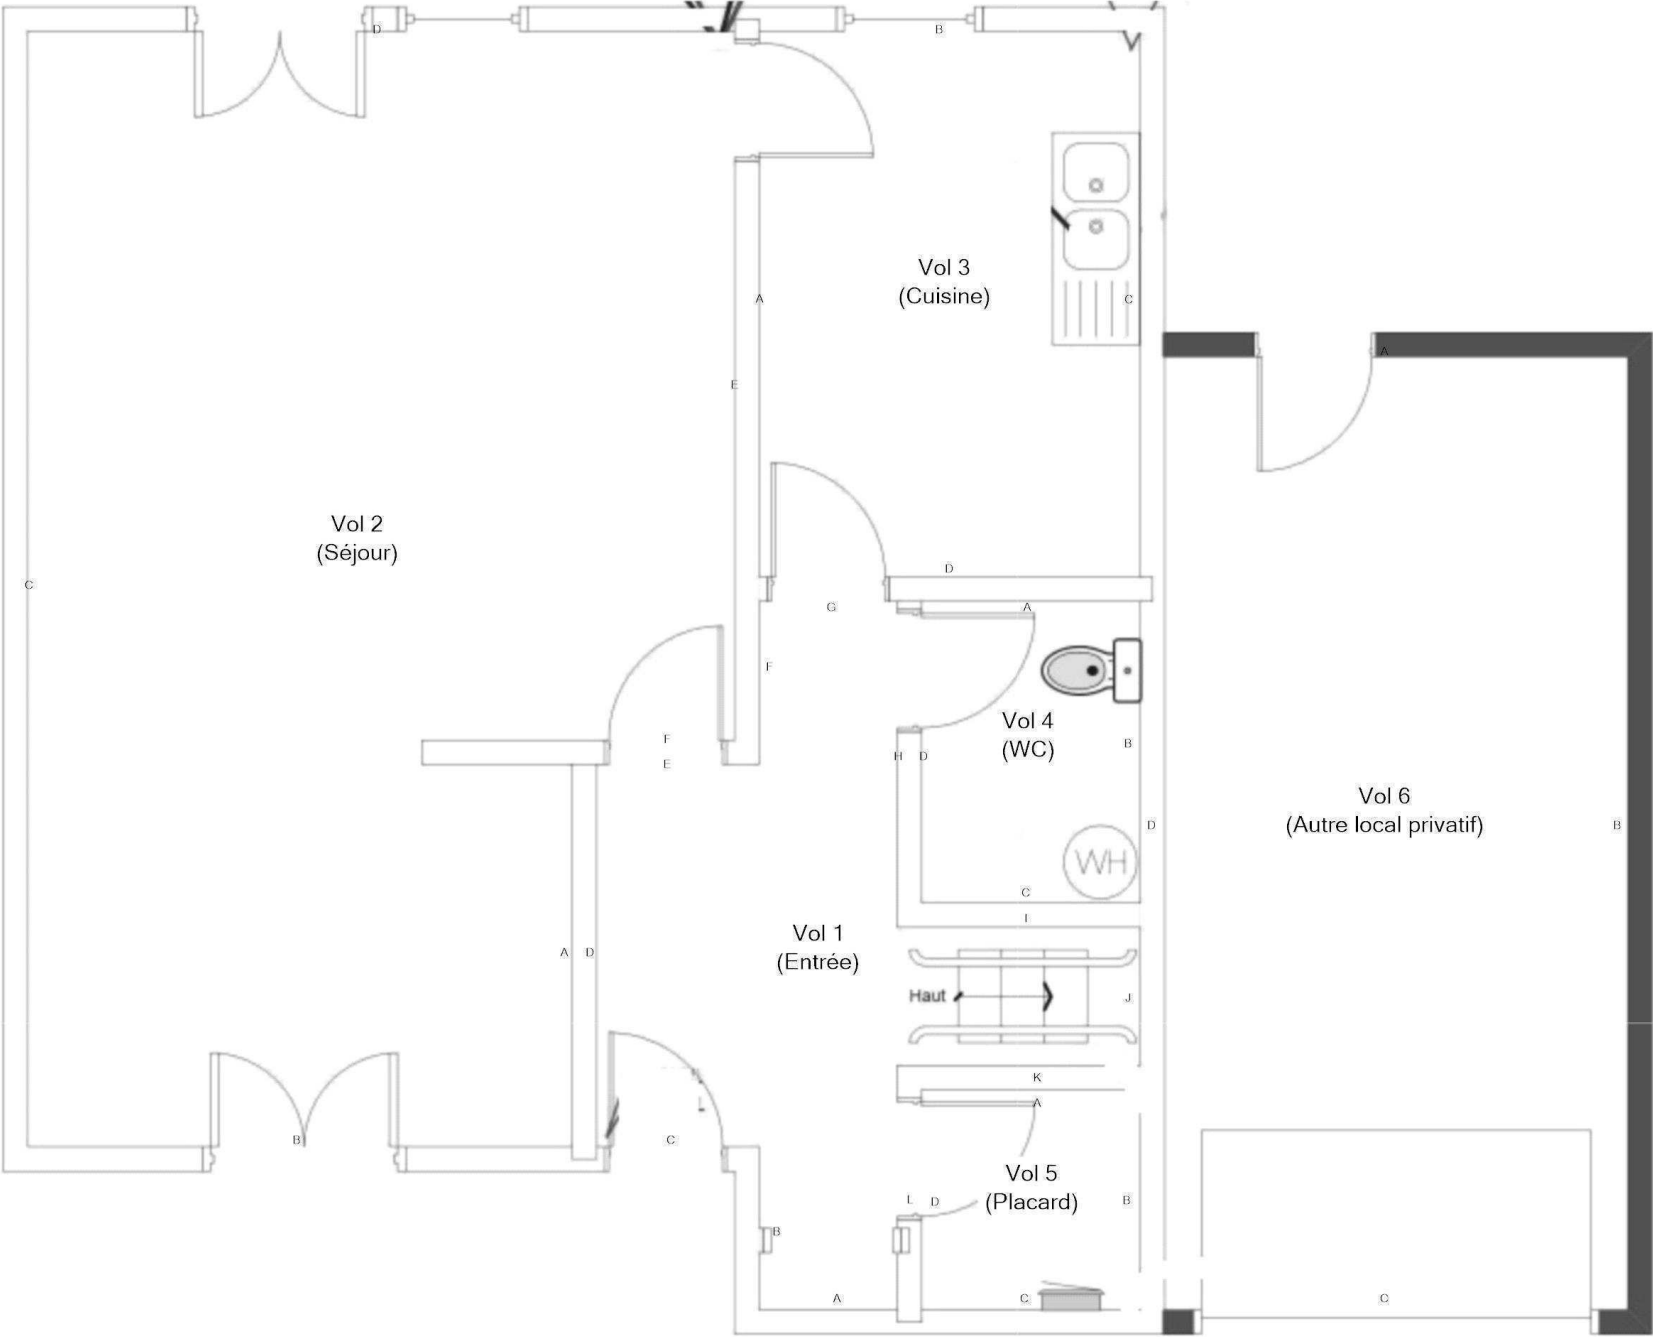 D
B
Vol 3
(Cuisine)
A
C
A
E
Vol 2
(Séjour)
D
C
G
A
F
Vol 4
(WC)
F
B
E
H
D
Vol 6
(Autre local privatif)
D
B
WH
C
I
Vol 1
(Entrée)
A
D
Haut
J
K
A
L
B
C
Vol 5
(Placard)
L
D
B
B
A
C
C